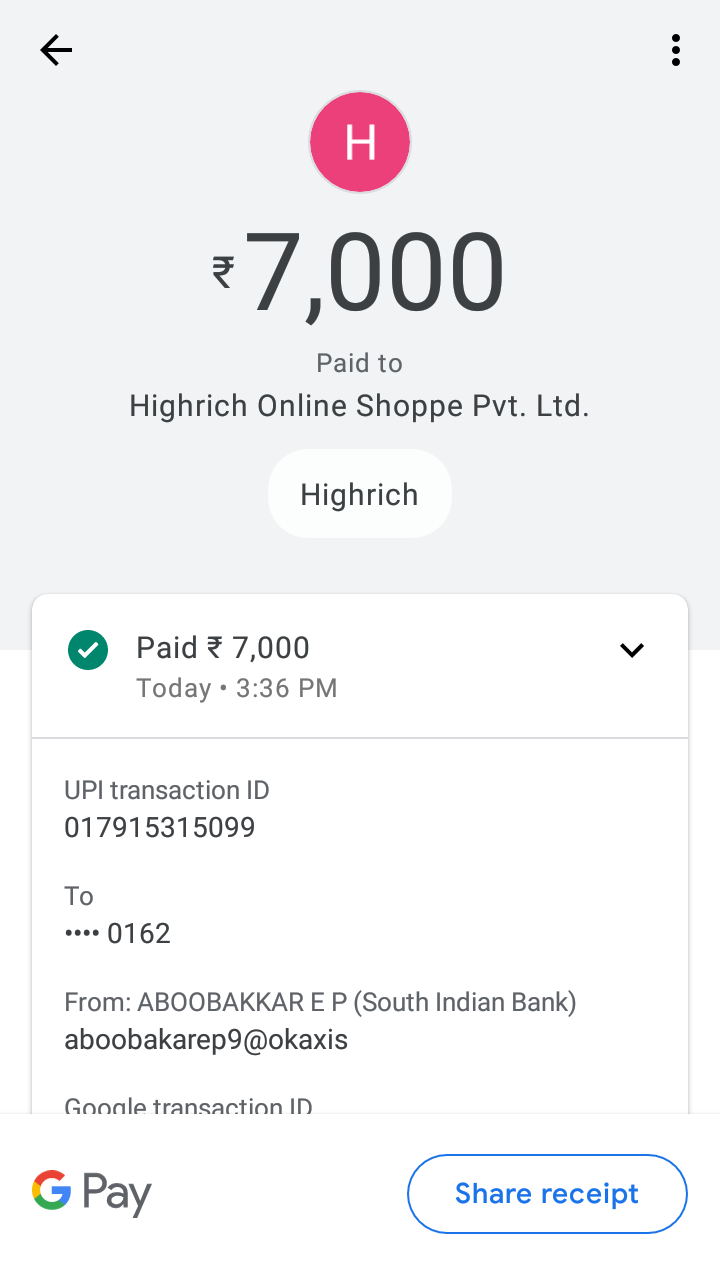 H
₹7,000
Paid to
Highrich Online Shoppe Pvt. Ltd.
Highrich
Paid ₹ 7,000
Today • 3:36 PM
UPI transaction ID
017915315099
To
•••• 0162
From: ABOOBAKKAR E P (South Indian Bank)
aboobakarep9@okaxis
Google transaction ID
G Pay
Share receipt